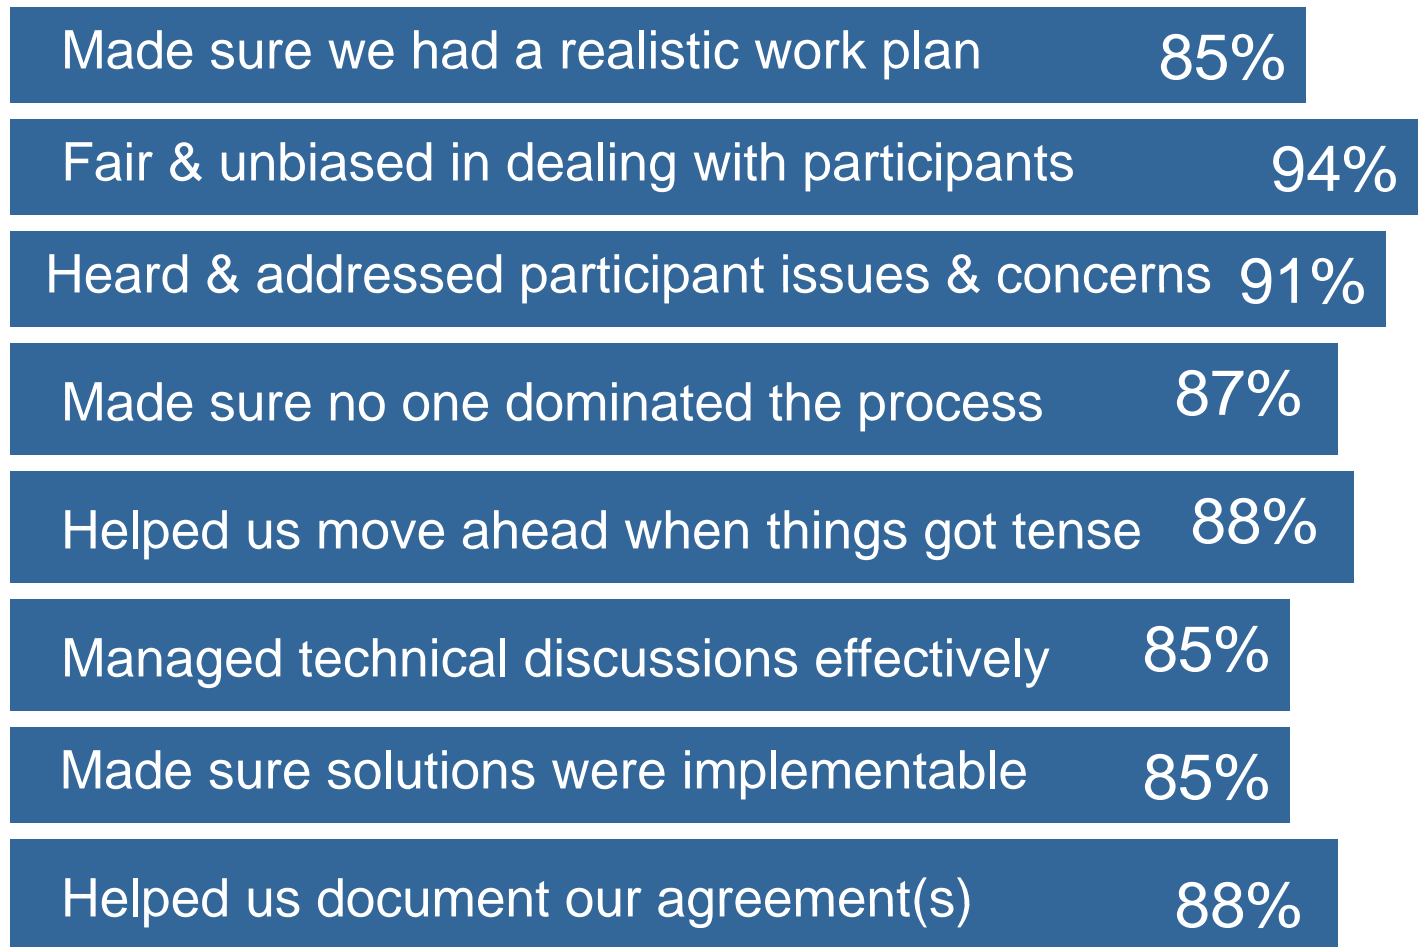 Made sure we had a realistic work plan 85%
Fair & unbiased in dealing with participants 94%
Heard & addressed participant issues & concerns 91%
Made sure no one dominated the process 87%
Helped us move ahead when things got tense 88%
Managed technical discussions effectively 85%
Made sure solutions were implementable 85%
Helped us document our agreement(s) 88%